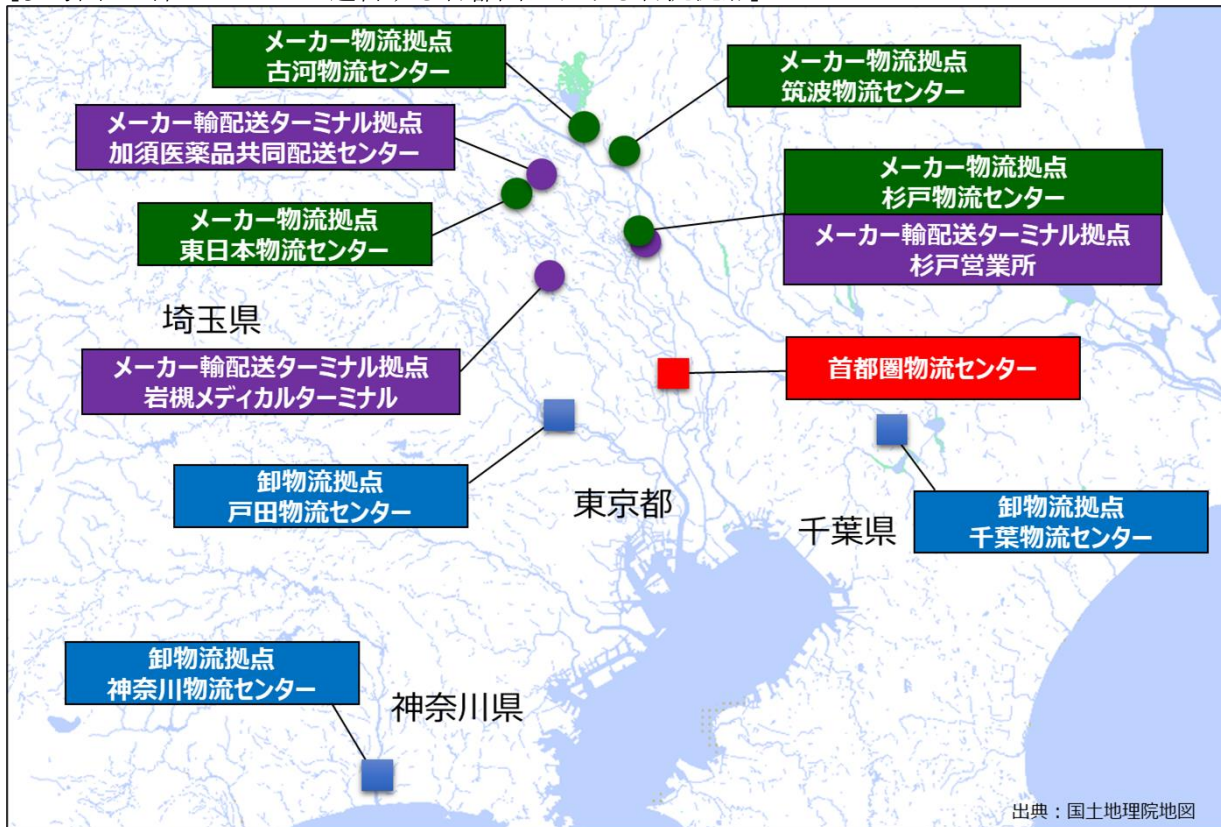 メーカー物流拠点
古河物流センター
メーカー物流拠点
筑波物流センター
メーカー輸配送ターミナル拠点
加須医薬品共同配送センター
メーカー物流拠点
杉戸物流センター
メーカー物流拠点
東日本物流センター
メーカー輸配送ターミナル拠点
杉戸営業所
埼玉県
メーカー輸配送ターミナル拠点
岩槻メディカルターミナル
首都圏物流センター
卸物流拠点
戸田物流センター
東京都
千葉県
卸物流拠点
千葉物流センター
卸物流拠点
神奈川物流センター
神奈川県
出典：国土地理院地図